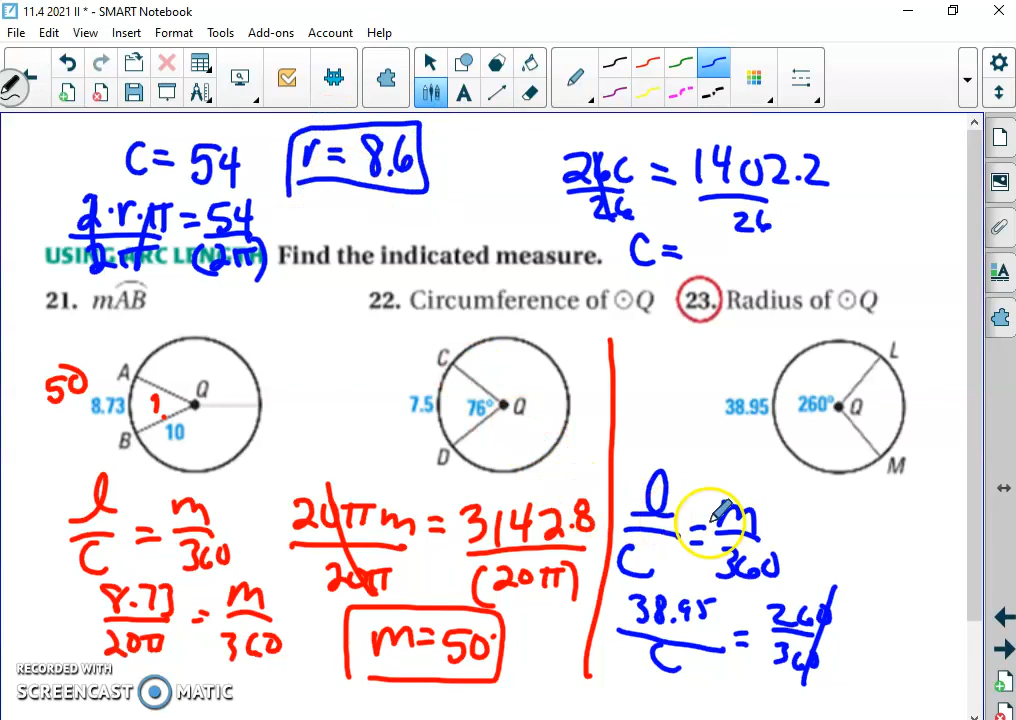 11.4 2021 II * - SMART Notebook
File Edit View Insert Format Tools Add-ons Account Help
C = 54
r = 8.6
2·r·π = 54
2π (2π)
26C = 1402.2
26 26
C =
USING ARC LENGTH Find the indicated measure.
21. mAB
22. Circumference of ⊙Q
23. Radius of ⊙Q
50
A
Q
8.73
10
B
C
7.5
76°
Q
D
L
38.95
260°
Q
M
l/C = m/360
8.73/20π = m/360
20πm = 3142.8
20π (20π)
m = 50°
l/C = m/360
38.95/C = 260/360
RECORDED WITH
SCREENCAST MATIC